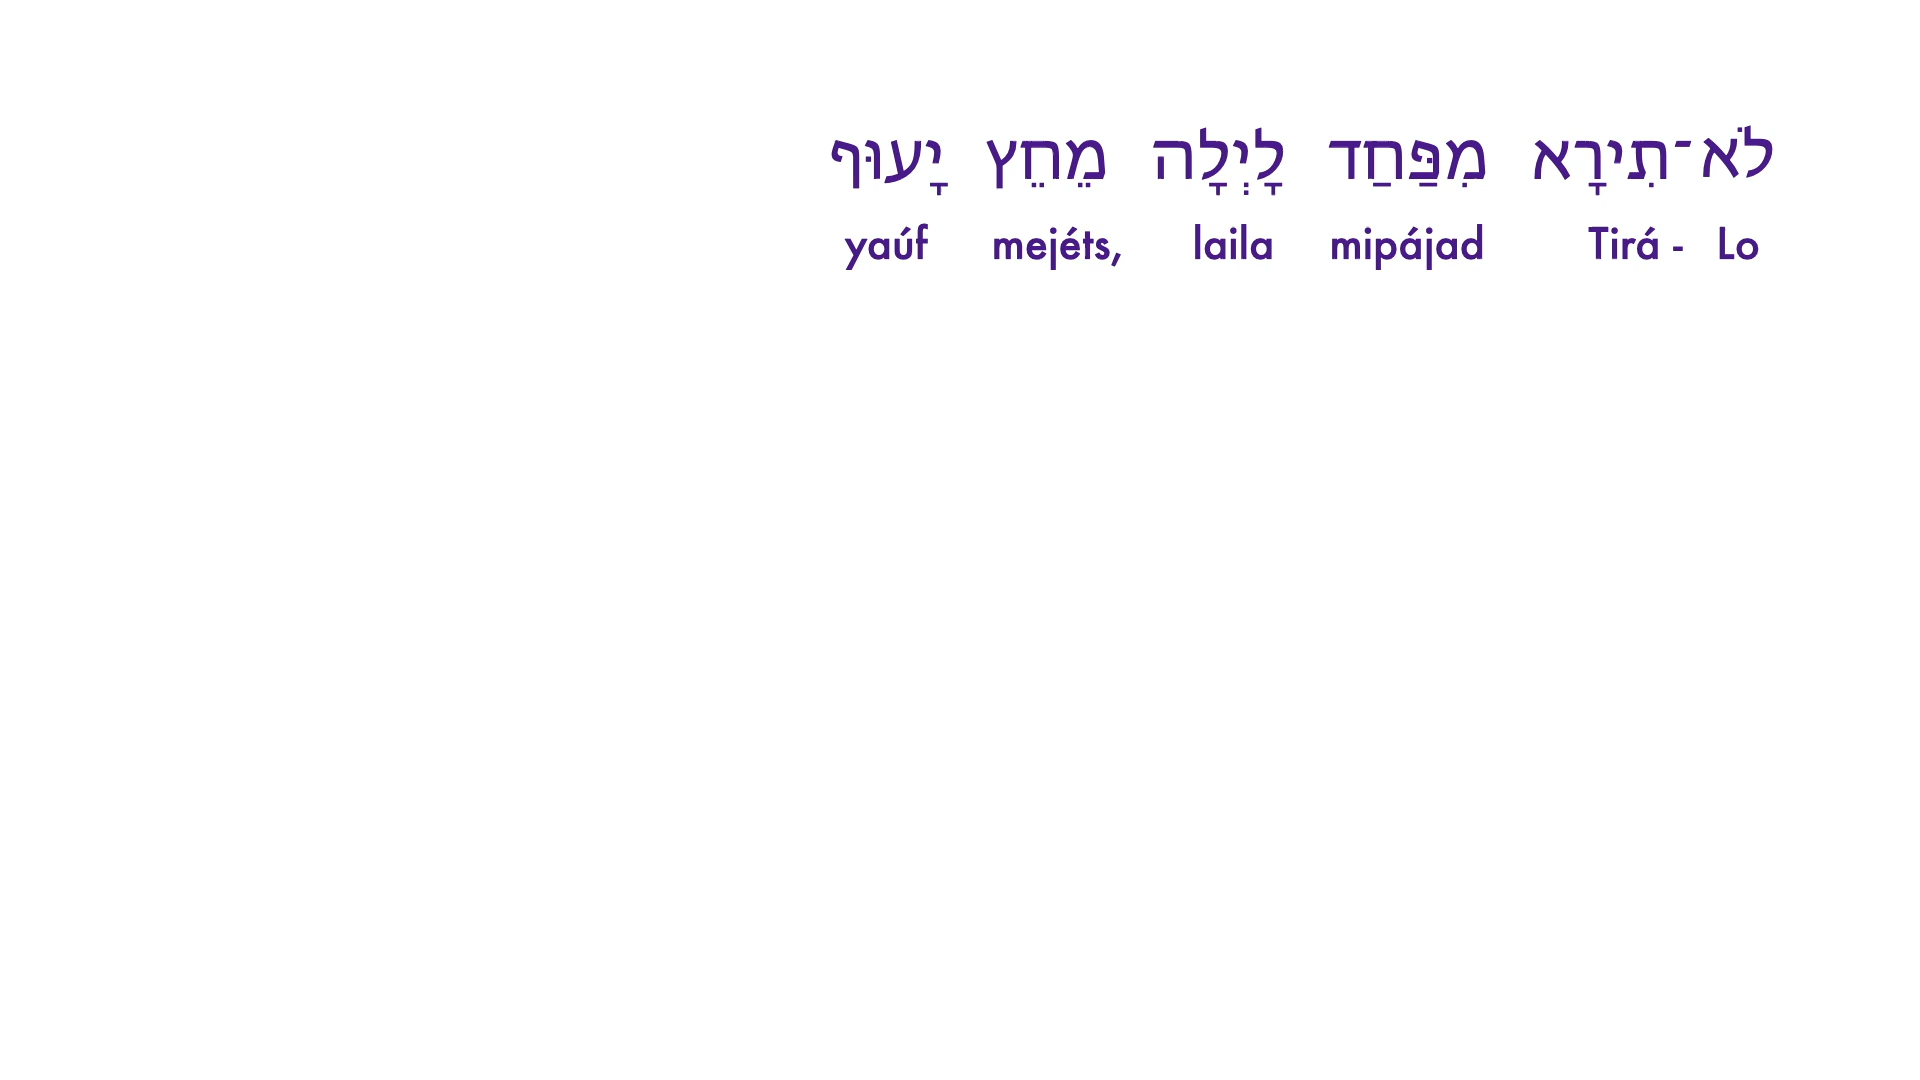 לֹא־תִירָא מִפַּחַד לָיְלָה מֵחֵץ יָעוּף
yaúf mejéts, laila mipájad Tirá - Lo